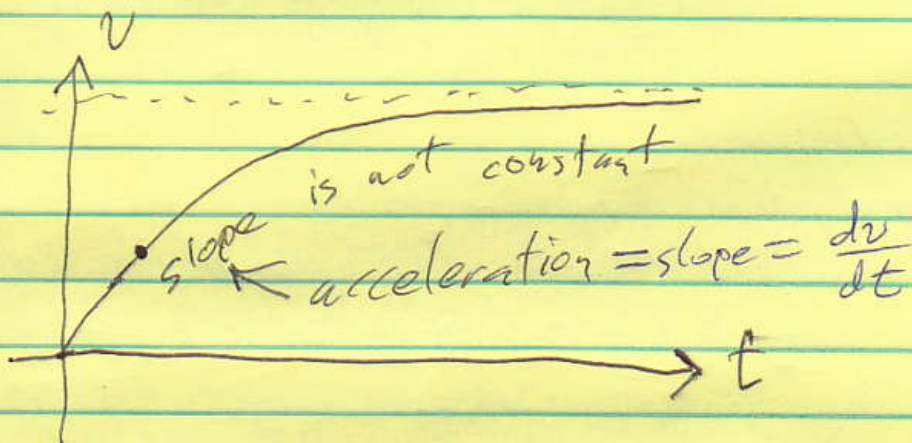 v
slope is not constant
acceleration = slope = dv/dt
t